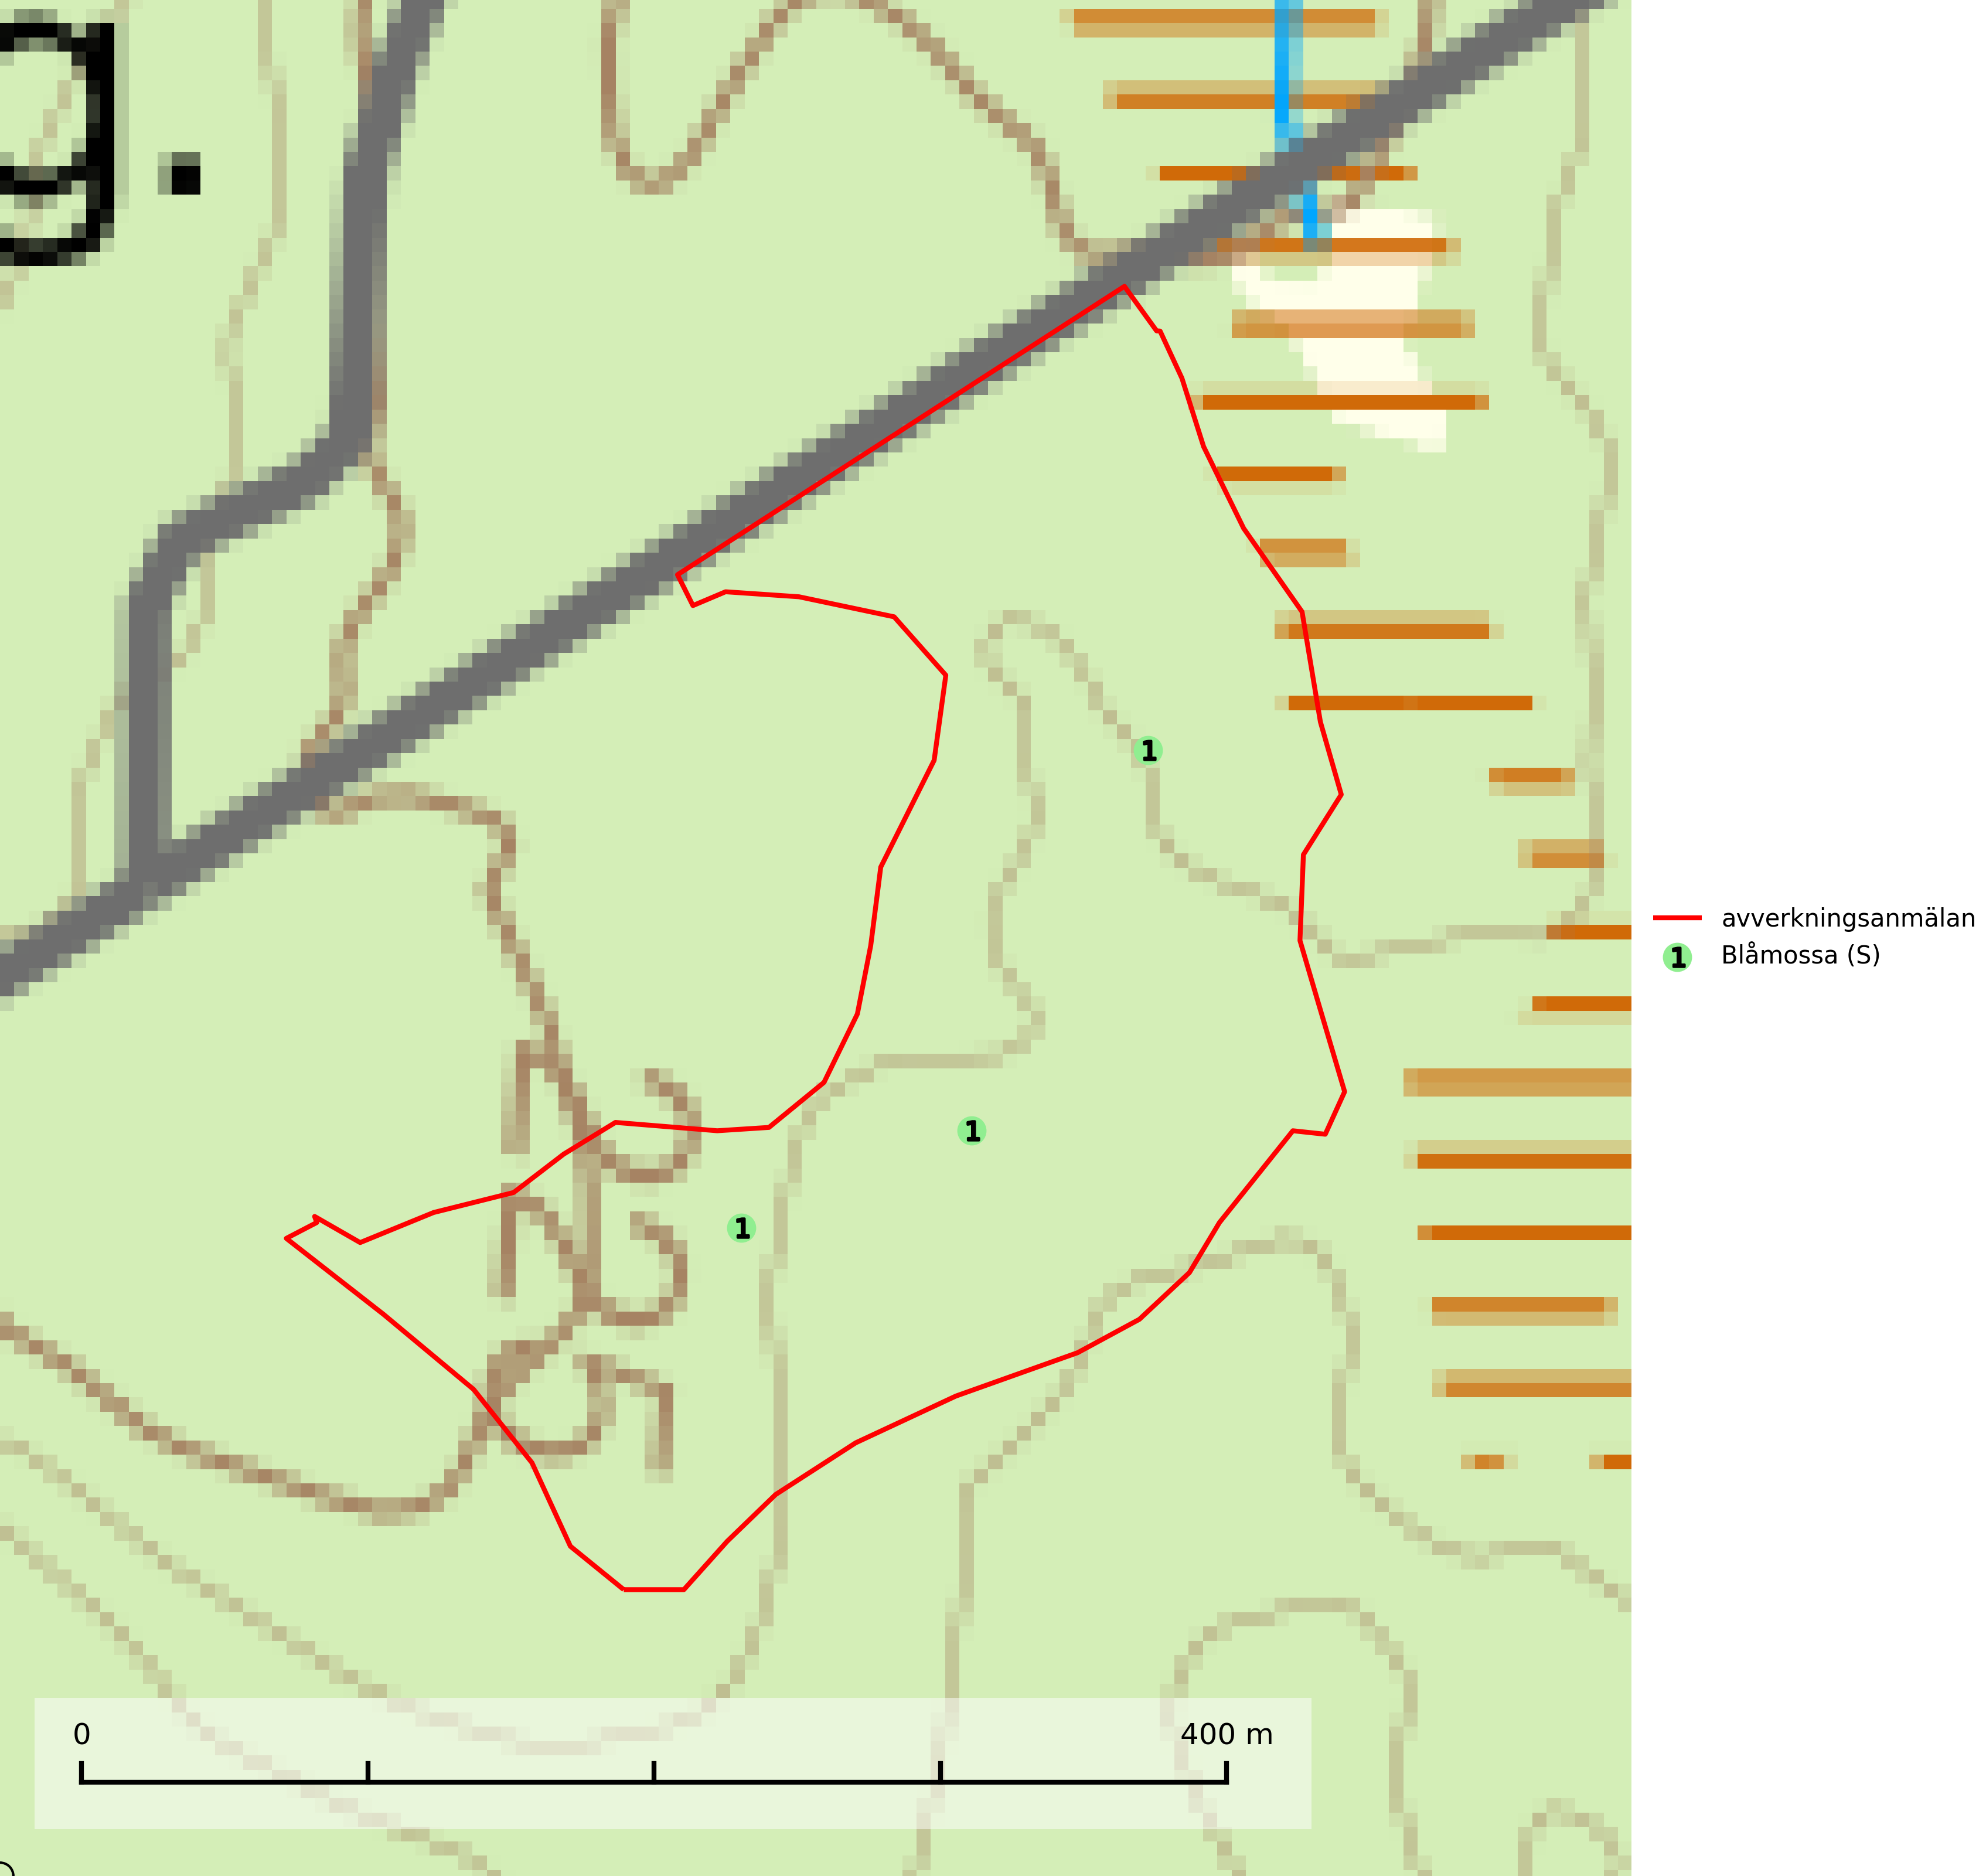 1
1
1
avverkningsanmälan
1 Blåmossa (S)
0 400 m